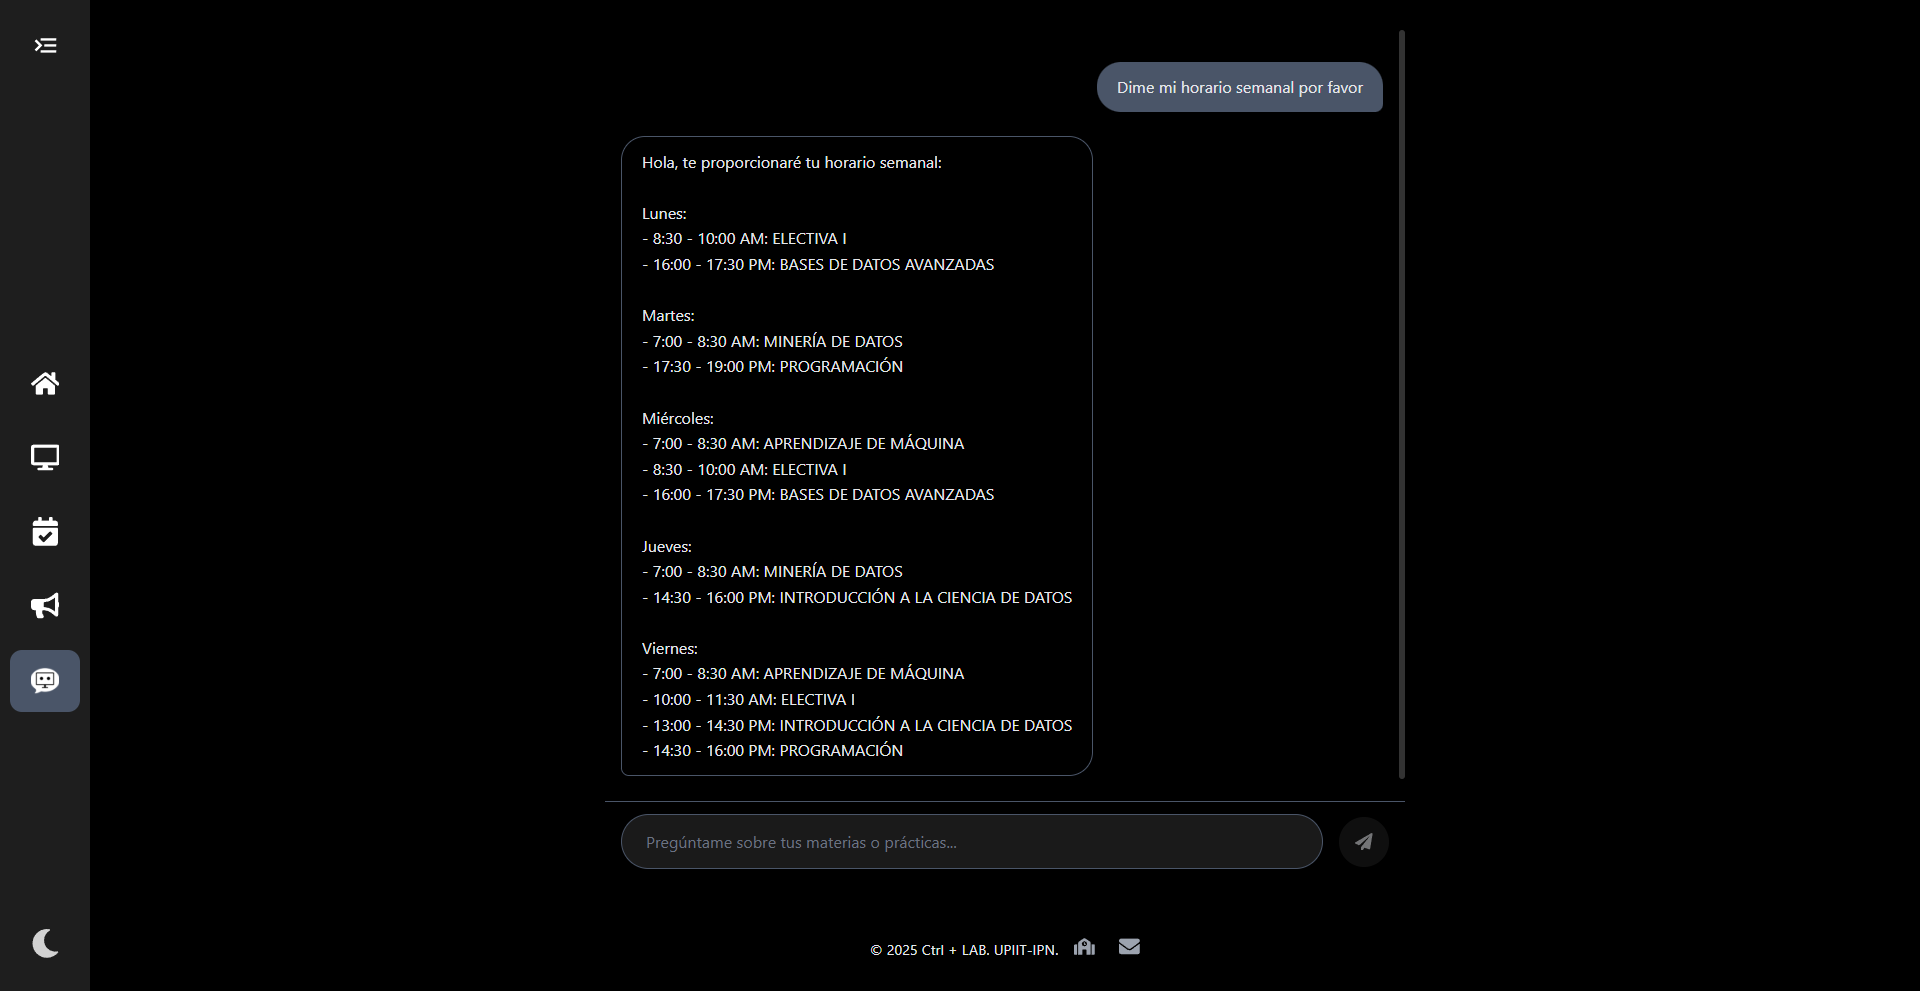 Dime mi horario semanal por favor
Hola, te proporcionaré tu horario semanal:
Lunes:
- 8:30 - 10:00 AM: ELECTIVA I
- 16:00 - 17:30 PM: BASES DE DATOS AVANZADAS
Martes:
- 7:00 - 8:30 AM: MINERÍA DE DATOS
- 17:30 - 19:00 PM: PROGRAMACIÓN
Miércoles:
- 7:00 - 8:30 AM: APRENDIZAJE DE MÁQUINA
- 8:30 - 10:00 AM: ELECTIVA I
- 16:00 - 17:30 PM: BASES DE DATOS AVANZADAS
Jueves:
- 7:00 - 8:30 AM: MINERÍA DE DATOS
- 14:30 - 16:00 PM: INTRODUCCIÓN A LA CIENCIA DE DATOS
Viernes:
- 7:00 - 8:30 AM: APRENDIZAJE DE MÁQUINA
- 10:00 - 11:30 AM: ELECTIVA I
- 13:00 - 14:30 PM: INTRODUCCIÓN A LA CIENCIA DE DATOS
- 14:30 - 16:00 PM: PROGRAMACIÓN
Pregúntame sobre tus materias o prácticas...
© 2025 Ctrl + LAB. UPIIT-IPN.